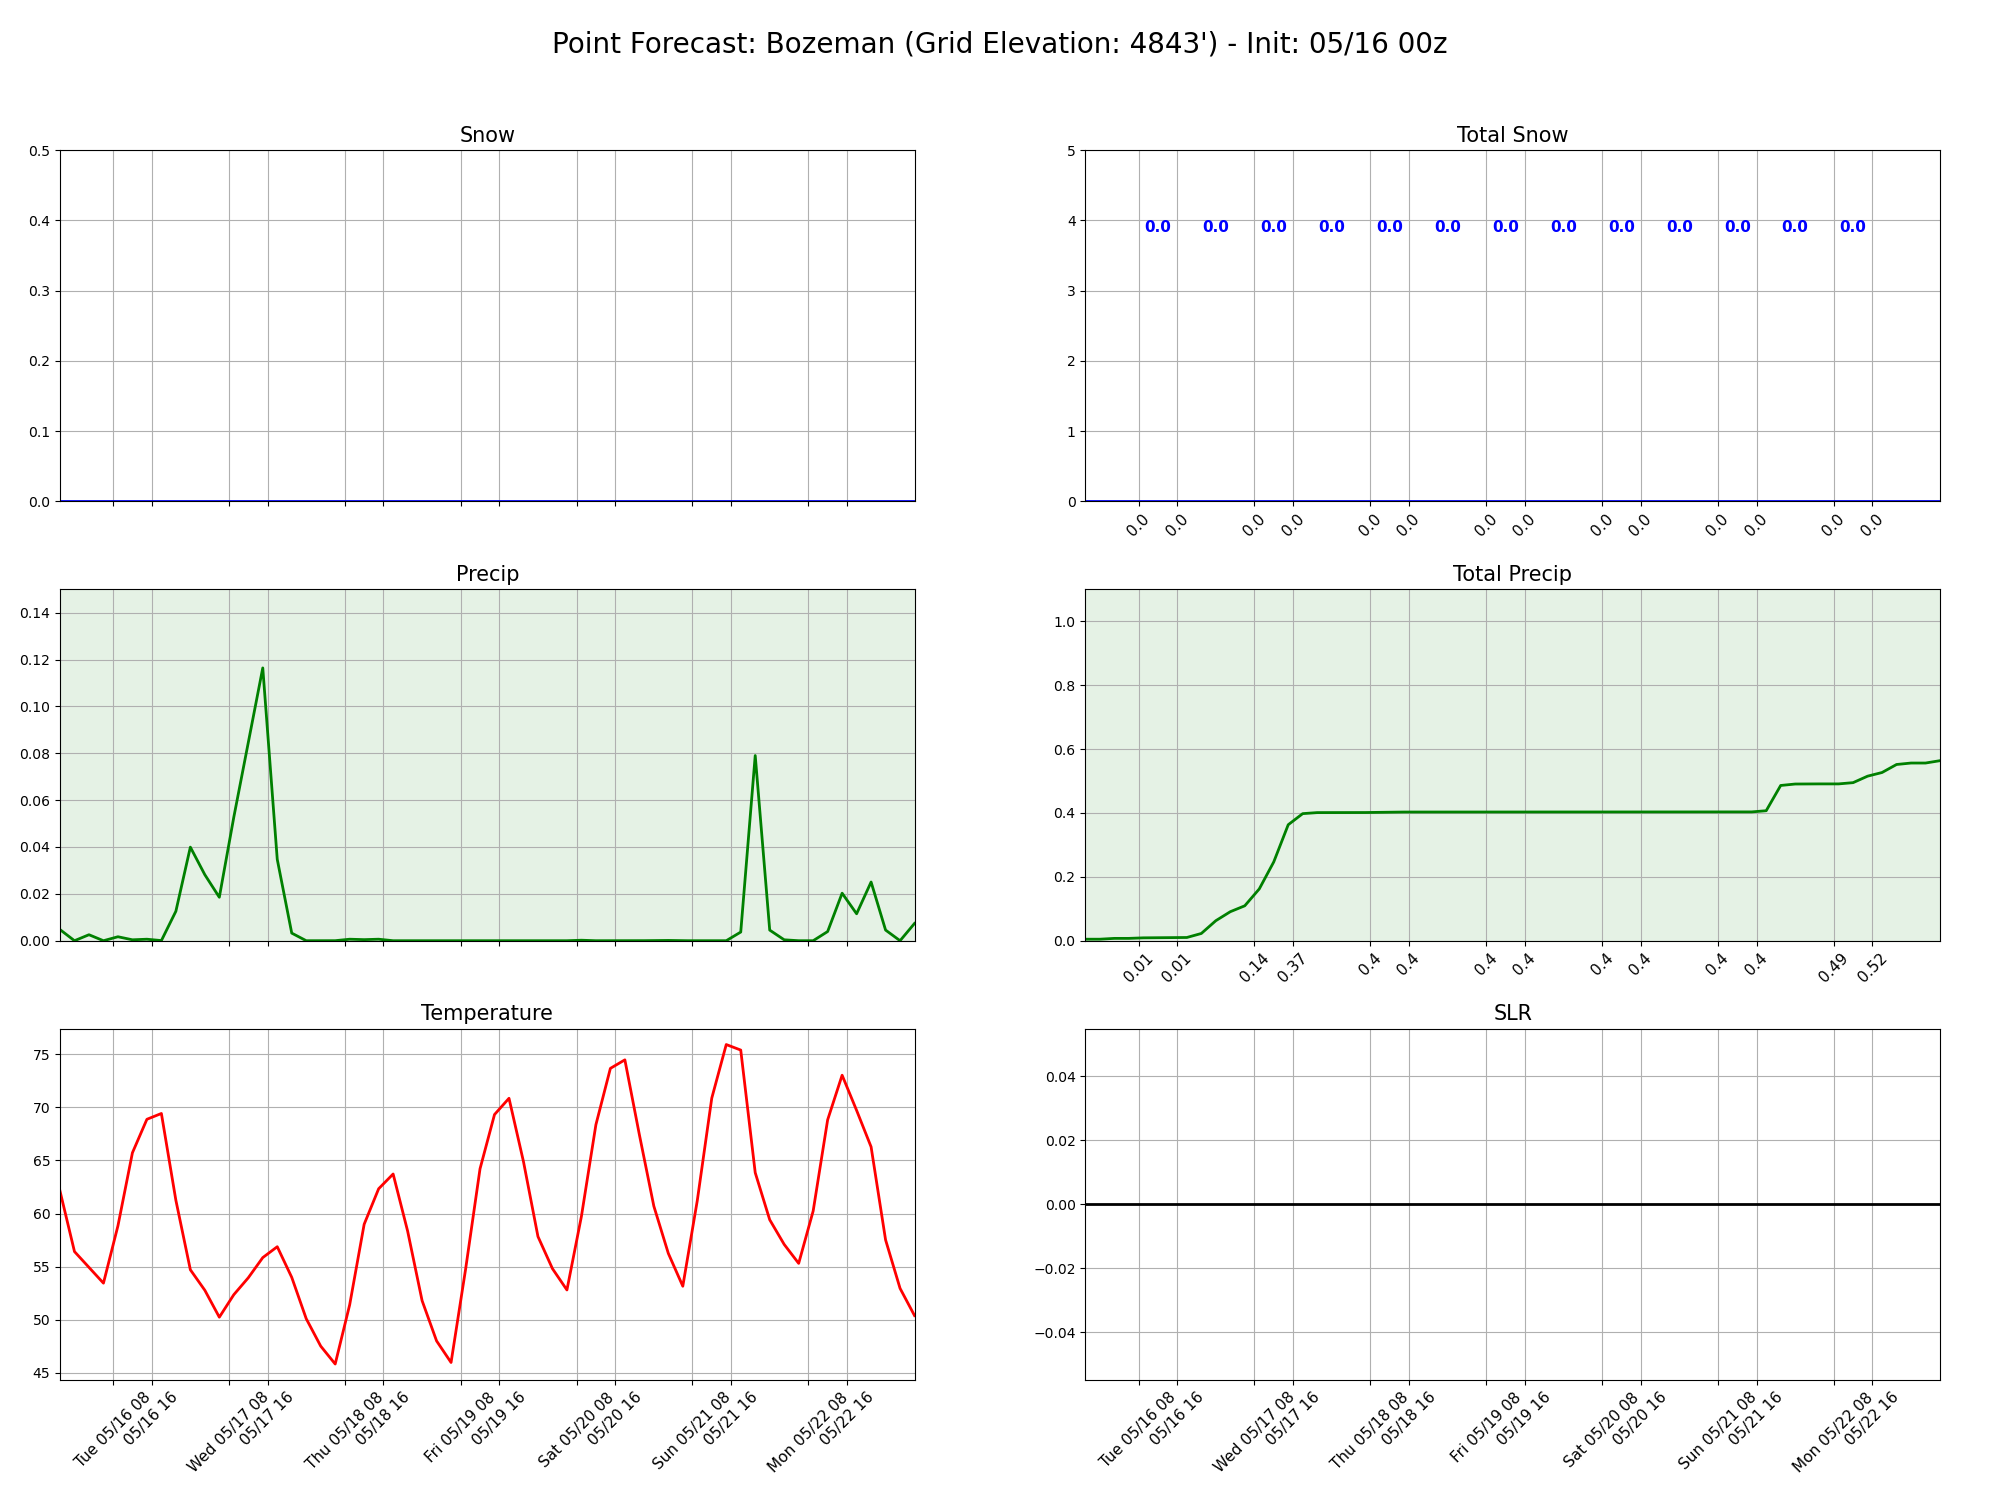 Point Forecast: Bozeman (Grid Elevation: 4843') - Init: 05/16 00z
Snow
0.5
0.4
0.3
0.2
0.1
0.0
Total Snow
5
4
3
2
1
0
0.0 0.0 0.0 0.0 0.0 0.0 0.0 0.0 0.0 0.0 0.0 0.0 0.0
0.0 0.0 0.0 0.0 0.0 0.0 0.0 0.0 0.0 0.0 0.0 0.0 0.0 0.0
Precip
0.14
0.12
0.10
0.08
0.06
0.04
0.02
0.00
Total Precip
1.0
0.8
0.6
0.4
0.2
0.0
0.01 0.01 0.14 0.37 0.4 0.4 0.4 0.4 0.4 0.4 0.4 0.4 0.49 0.52
Temperature
75
70
65
60
55
50
45
Tue 05/16 08
05/16 16
Wed 05/17 08
05/17 16
Thu 05/18 08
05/18 16
Fri 05/19 08
05/19 16
Sat 05/20 08
05/20 16
Sun 05/21 08
05/21 16
Mon 05/22 08
05/22 16
SLR
0.04
0.02
0.00
−0.02
−0.04
Tue 05/16 08
05/16 16
Wed 05/17 08
05/17 16
Thu 05/18 08
05/18 16
Fri 05/19 08
05/19 16
Sat 05/20 08
05/20 16
Sun 05/21 08
05/21 16
Mon 05/22 08
05/22 16